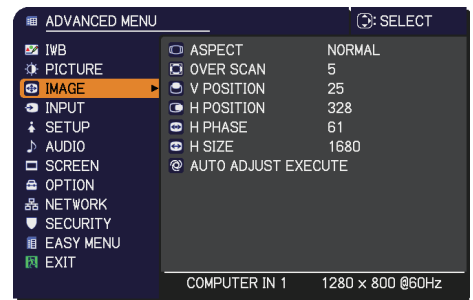 ADVANCED MENU : SELECT
IWB
PICTURE
IMAGE
INPUT
SETUP
AUDIO
SCREEN
OPTION
NETWORK
SECURITY
EASY MENU
EXIT
ASPECT NORMAL
OVER SCAN 5
V POSITION 25
H POSITION 328
H PHASE 61
H SIZE 1680
AUTO ADJUST EXECUTE
COMPUTER IN 1 1280 x 800 @60Hz